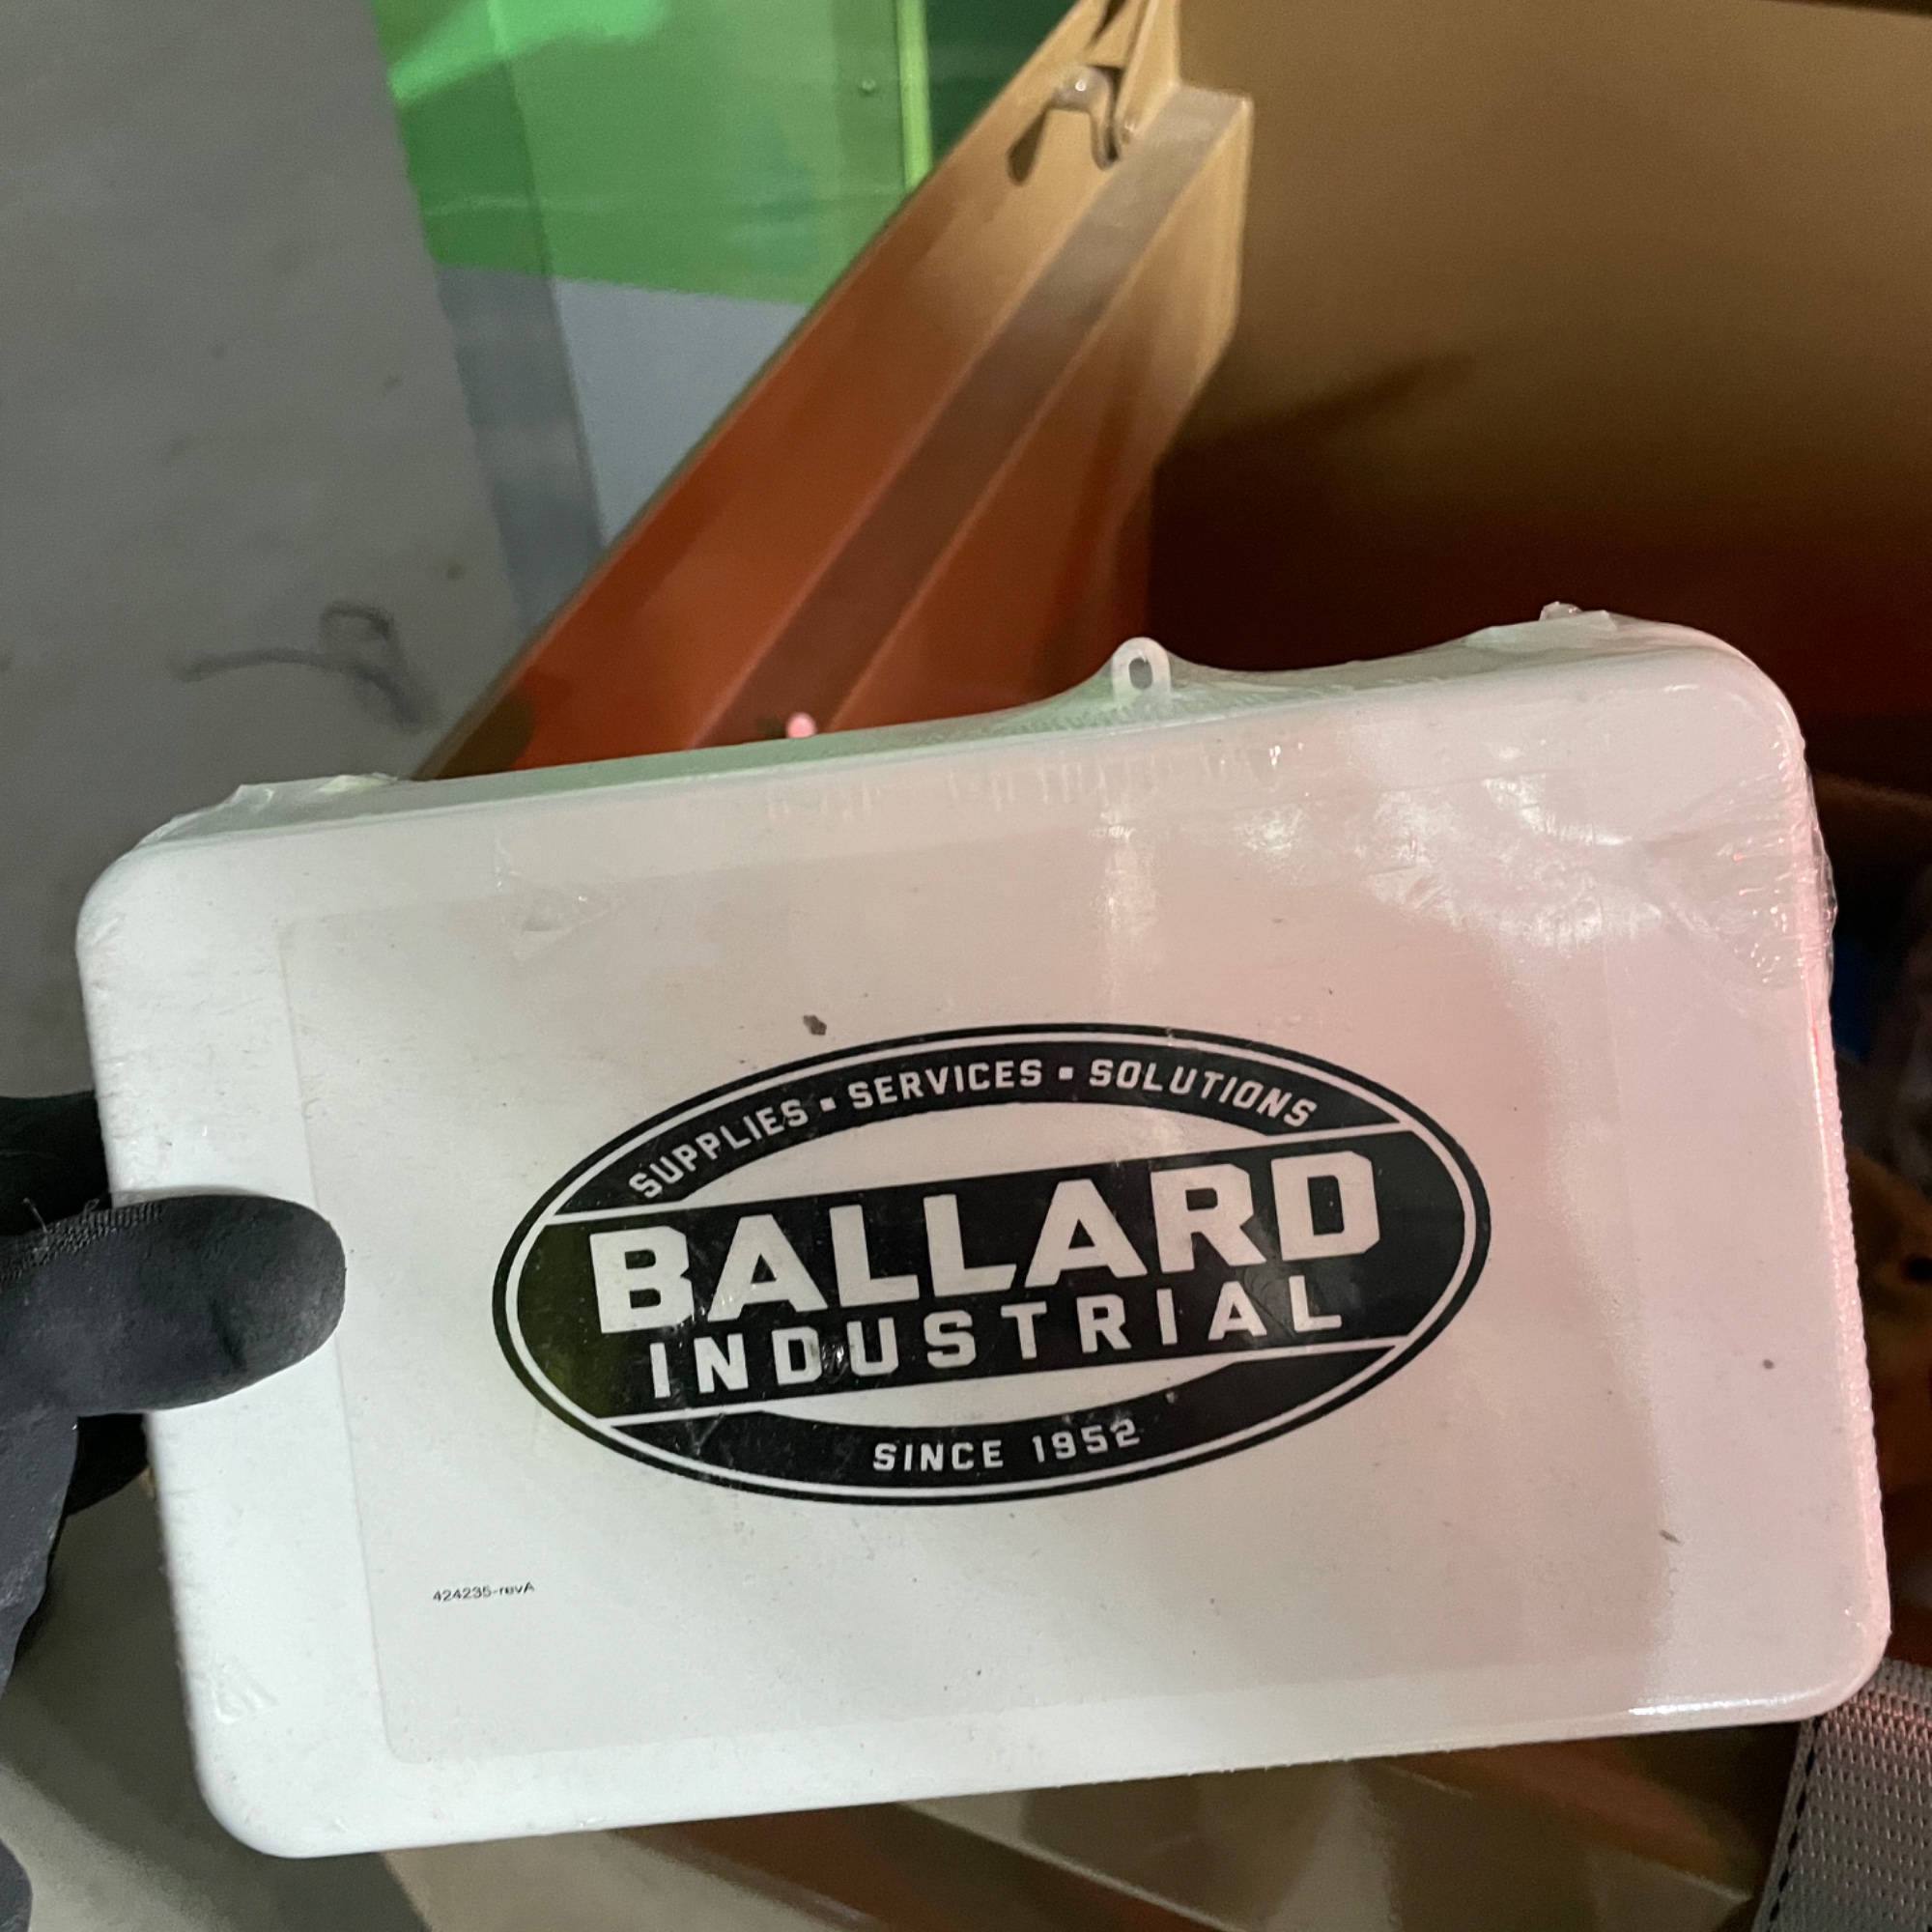 SUPPLIES ▪ SERVICES ▪ SOLUTIONS
BALLARD
INDUSTRIAL
SINCE 1952
424235-revA